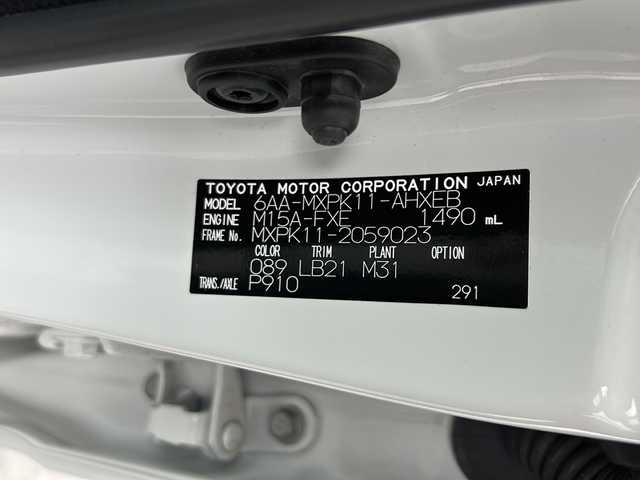 TOYOTA MOTOR CORPORATION JAPAN
MODEL 6AA-MXPK11-AHXEB
ENGINE M15A-FXE 1490 mL
FRAME No. MXPK11-2059023
COLOR TRIM PLANT OPTION
089 LB21 M31
TRANS./AXLE P910 291